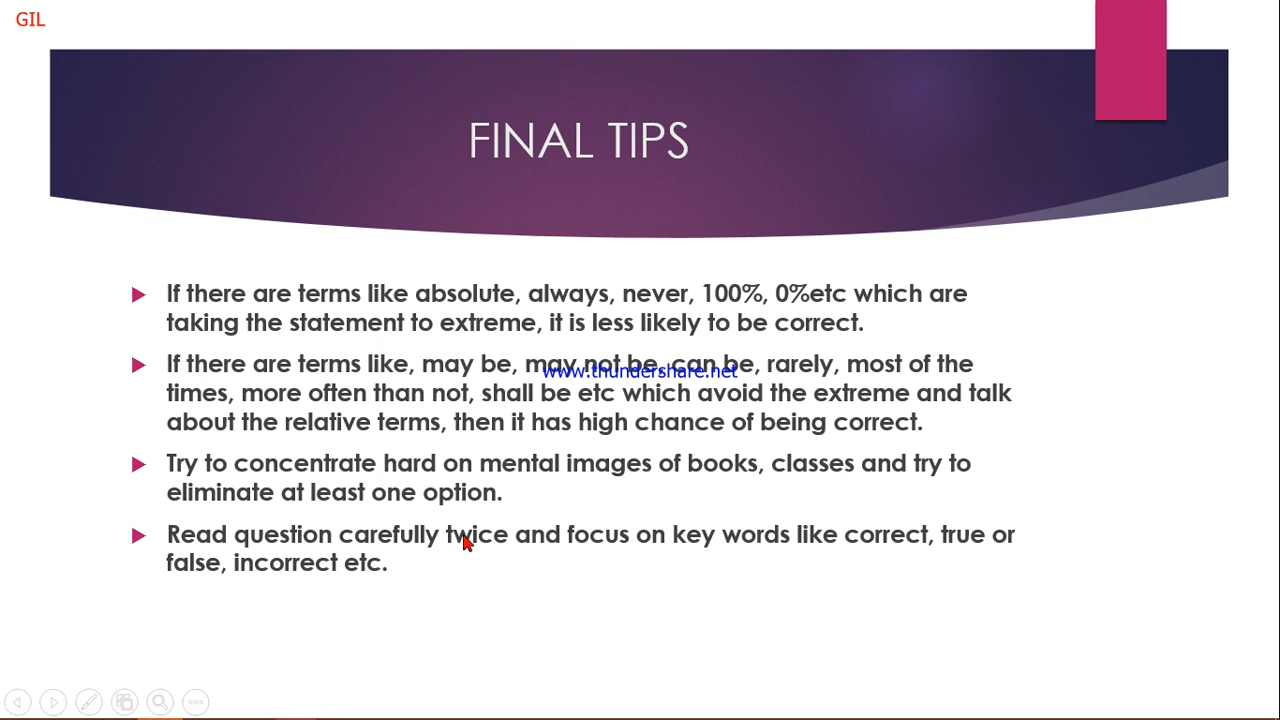 GIL
FINAL TIPS
If there are terms like absolute, always, never, 100%, 0%etc which are
taking the statement to extreme, it is less likely to be correct.
If there are terms like, may be, may not be, can be, rarely, most of the
www.thundershare.net
times, more often than not, shall be etc which avoid the extreme and talk
about the relative terms, then it has high chance of being correct.
Try to concentrate hard on mental images of books, classes and try to
eliminate at least one option.
Read question carefully twice and focus on key words like correct, true or
false, incorrect etc.